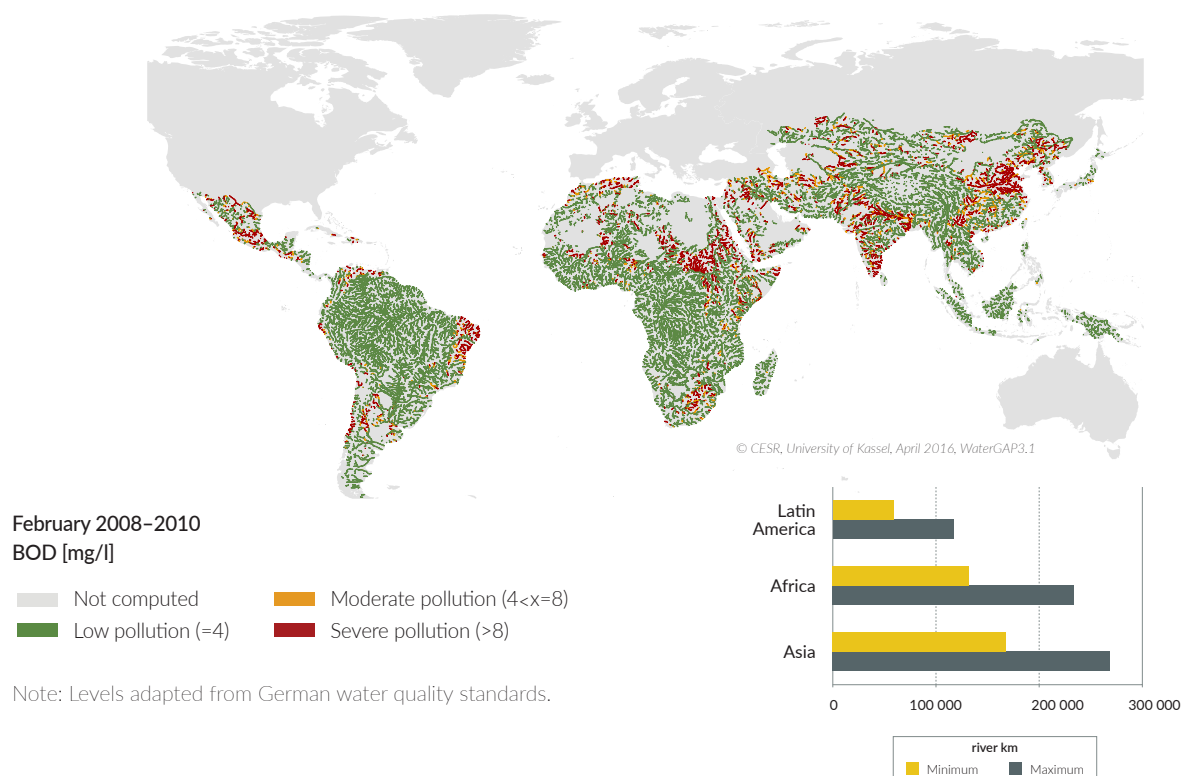 © CESR, University of Kassel, April 2016, WaterGAP3.1
February 2008–2010
BOD [mg/l]
Not computed
Moderate pollution (4<x=8)
Low pollution (=4)
Severe pollution (>8)
Note: Levels adapted from German water quality standards.
Latin
America
Africa
Asia
0 100 000 200 000 300 000
river km
Minimum Maximum